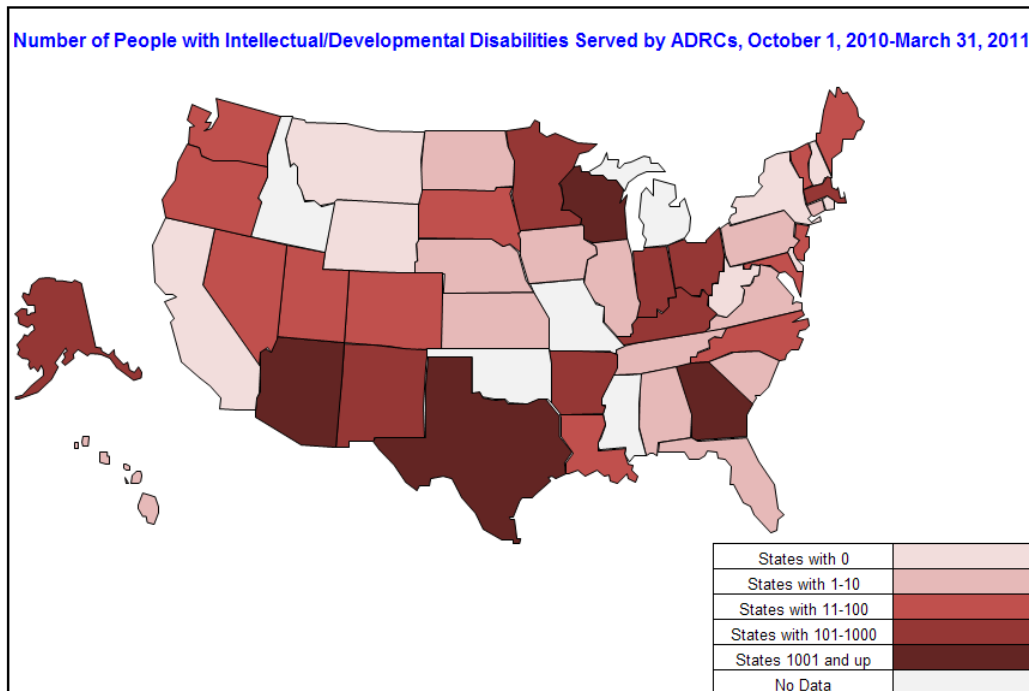 Number of People with Intellectual/Developmental Disabilities Served by ADRCs, October 1, 2010-March 31, 2011
States with 0
States with 1-10
States with 11-100
States with 101-1000
States 1001 and up
No Data